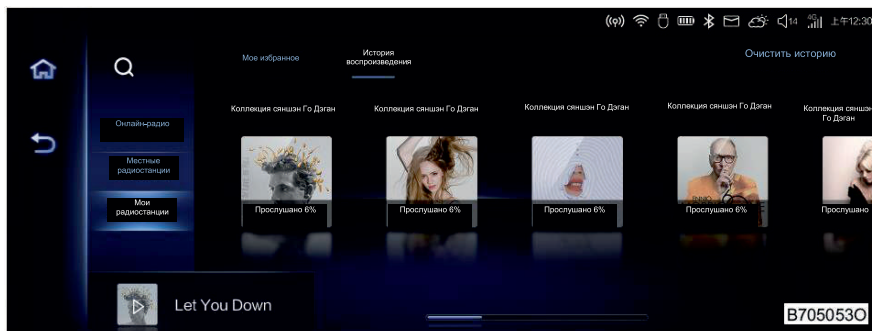 14 4G 上午12:30
Мое избранное
История
воспроизведения
Очистить историю
Онлайн-радио
Местные
радиостанции
Мои
радиостанции
Коллекция сяншэн Го Дэган
Коллекция сяншэн Го Дэган
Коллекция сяншэн Го Дэган
Коллекция сяншэн Го Дэган
Коллекция сяншэн
Го Дэган
Прослушано 6%
Прослушано 6%
Прослушано 6%
Прослушано 6%
Прослушано
Let You Down
B705053O